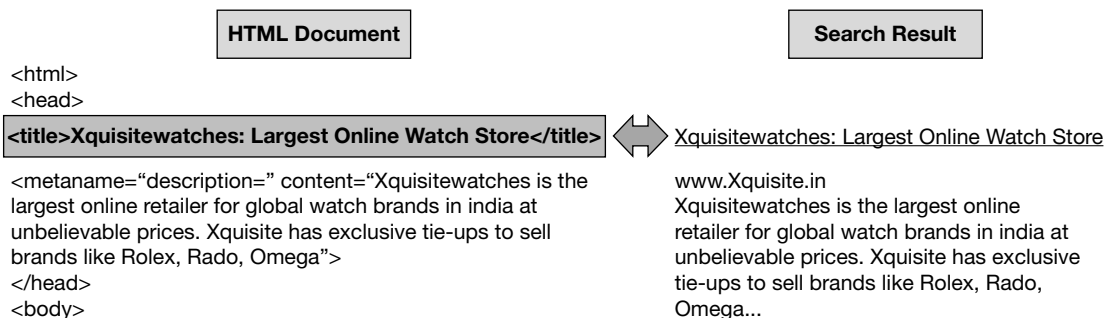 HTML Document
<html>
<head>
<title>Xquisitewatches: Largest Online Watch Store</title>
<metaname=“description=” content=“Xquisitewatches is the
largest online retailer for global watch brands in india at
unbelievable prices. Xquisite has exclusive tie-ups to sell
brands like Rolex, Rado, Omega”>
</head>
<body>
Search Result
Xquisitewatches: Largest Online Watch Store
www.Xquisite.in
Xquisitewatches is the largest online
retailer for global watch brands in india at
unbelievable prices. Xquisite has exclusive
tie-ups to sell brands like Rolex, Rado,
Omega...